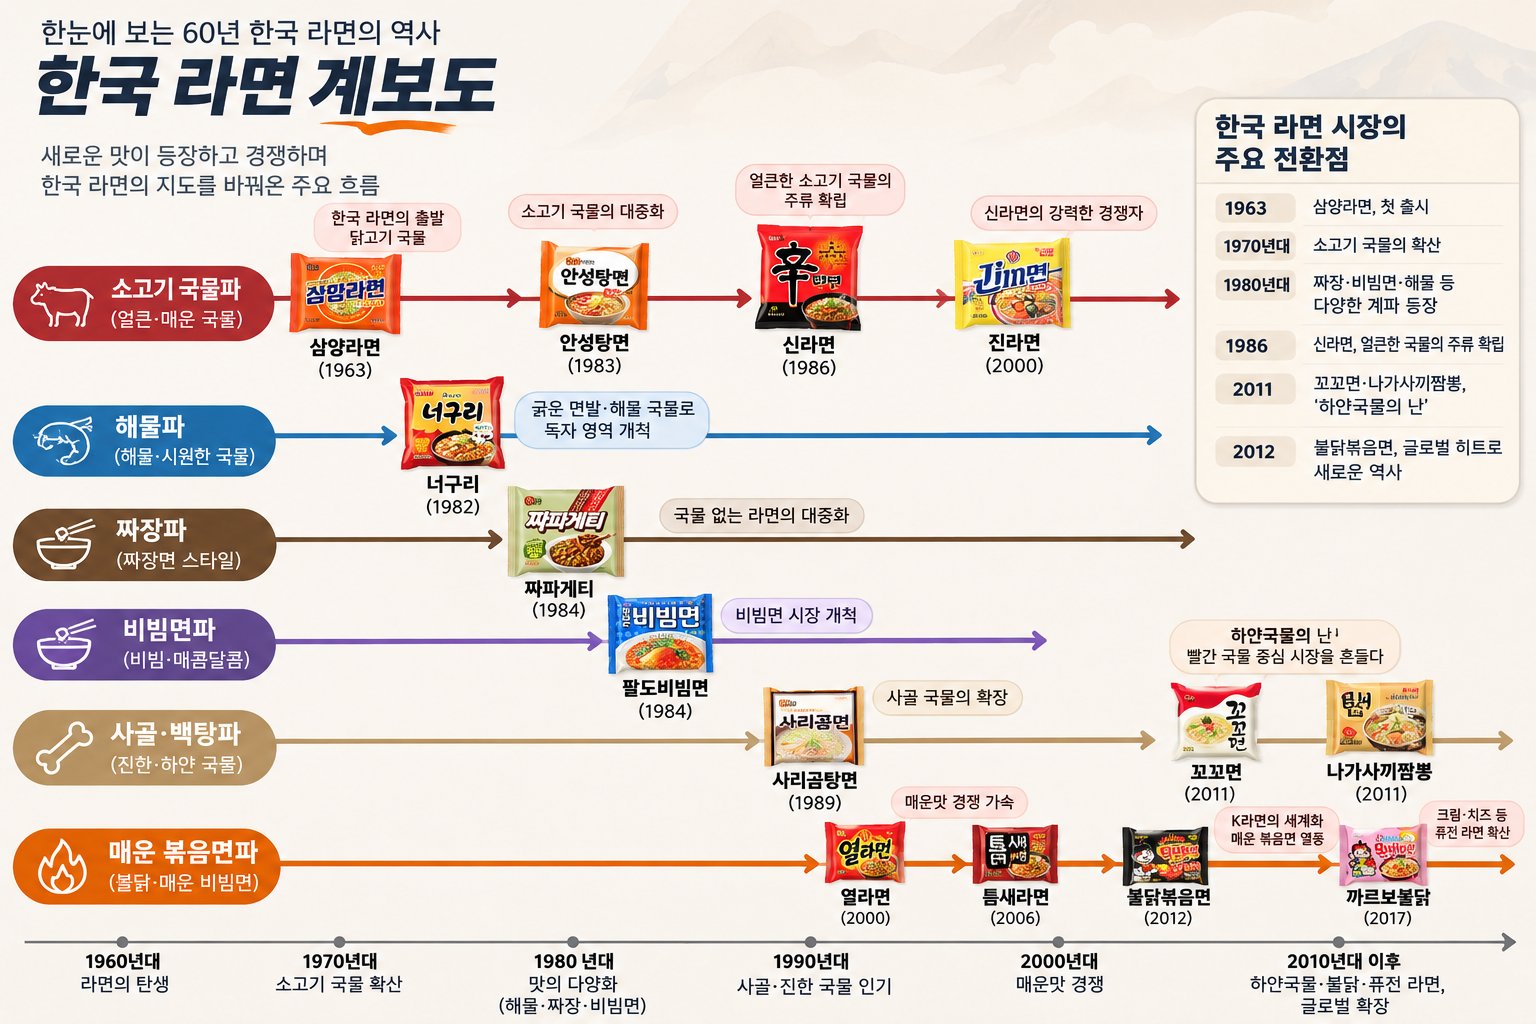 한눈에 보는 60년 한국 라면의 역사
한국 라면 계보도
새로운 맛이 등장하고 경쟁하며
한국 라면의 지도를 바꿔온 주요 흐름
한국 라면 시장의
주요 전환점
1963 삼양라면, 첫 출시
1970년대 소고기 국물의 확산
1980년대 짜장·비빔면·해물 등
다양한 계파 등장
1986 신라면, 얼큰한 국물의 주류 확립
2011 꼬꼬면·나가사끼짬뽕,
'하얀국물의 난'
2012 불닭볶음면, 글로벌 히트로
새로운 역사
소고기 국물파
(얼큰·매운 국물)
한국 라면의 출발
닭고기 국물
삼양라면
(1963)
소고기 국물의 대중화
안성탕면
안성탕면
(1983)
얼큰한 소고기 국물의
주류 확립
辛
신라면
(1986)
신라면의 강력한 경쟁자
Jim면
진라면
(2000)
해물파
(해물·시원한 국물)
너구리
너구리
(1982)
굵은 면발·해물 국물로
독자 영역 개척
짜장파
(짜장면 스타일)
짜파게티
짜파게티
(1984)
국물 없는 라면의 대중화
비빔면파
(비빔·매콤달콤)
비빔면
팔도비빔면
(1984)
비빔면 시장 개척
사골·백탕파
(진한·하얀 국물)
사리곰면
사리곰탕면
(1989)
사골 국물의 확장
하얀국물의 난
빨간 국물 중심 시장을 흔들다
꼬꼬면
꼬꼬면
(2011)
나가사끼짬뽕
(2011)
매운 볶음면파
(불닭·매운 비빔면)
열라면
열라면
(2000)
매운맛 경쟁 가속
틈새라면
(2006)
불닭볶음면
(2012)
K라면의 세계화
매운 볶음면 열풍
까르보불닭
(2017)
크림·치즈 등
퓨전 라면 확산
1960년대
라면의 탄생
1970년대
소고기 국물 확산
1980 년대
맛의 다양화
(해물·짜장·비빔면)
1990년대
사골·진한 국물 인기
2000년대
매운맛 경쟁
2010년대 이후
하얀국물·불닭·퓨전 라면,
글로벌 확장